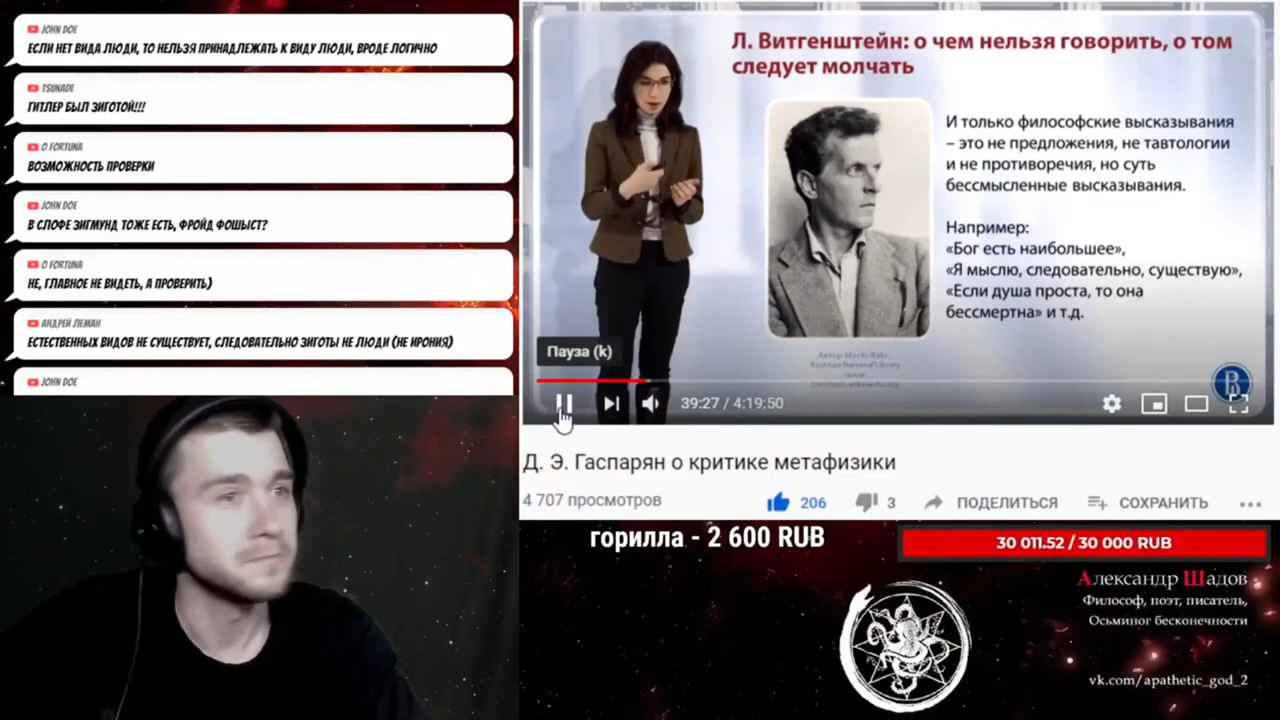 JOHN DOE
ЕСЛИ НЕТ ВИДА ЛЮДИ, ТО НЕЛЬЗЯ ПРИНАДЛЕЖАТЬ К ВИДУ ЛЮДИ, ВРОДЕ ЛОГИЧНО
TSUNADE
ГИТЛЕР БЫЛ ЗИГОТОЙ!!!
O FORTUNA
ВОЗМОЖНОСТЬ ПРОВЕРКИ
JOHN DOE
В СЛОФЕ ЗИГМУНД ТОЖЕ ЕСТЬ, ФРОЙД ФОШЫСТ?
O FORTUNA
НЕ, ГЛАВНОЕ НЕ ВИДЕТЬ, А ПРОВЕРИТЬ)
АНДРЕЙ ЛЕМАН
ЕСТЕСТВЕННЫХ ВИДОВ НЕ СУЩЕСТВУЕТ, СЛЕДОВАТЕЛЬНО ЗИГОТЫ НЕ ЛЮДИ (НЕ ИРОНИЯ)
JOHN DOE
Л. Витгенштейн: о чем нельзя говорить, о том
следует молчать
И только философские высказывания
– это не предложения, не тавтологии
и не противоречия, но суть
бессмысленные высказывания.
Например:
«Бог есть наибольшее»,
«Я мыслю, следовательно, существую»,
«Если душа проста, то она
бессмертна» и т.д.
Пауза (k)
39:27 / 4:19:50
Д. Э. Гаспарян о критике метафизики
4 707 просмотров
206
3
ПОДЕЛИТЬСЯ
СОХРАНИТЬ
горилла - 2 600 RUB
30 011.52 / 30 000 RUB
Александр Шадов
Философ, поэт, писатель,
Осьминог бесконечности
vk.com/apathetic_god_2